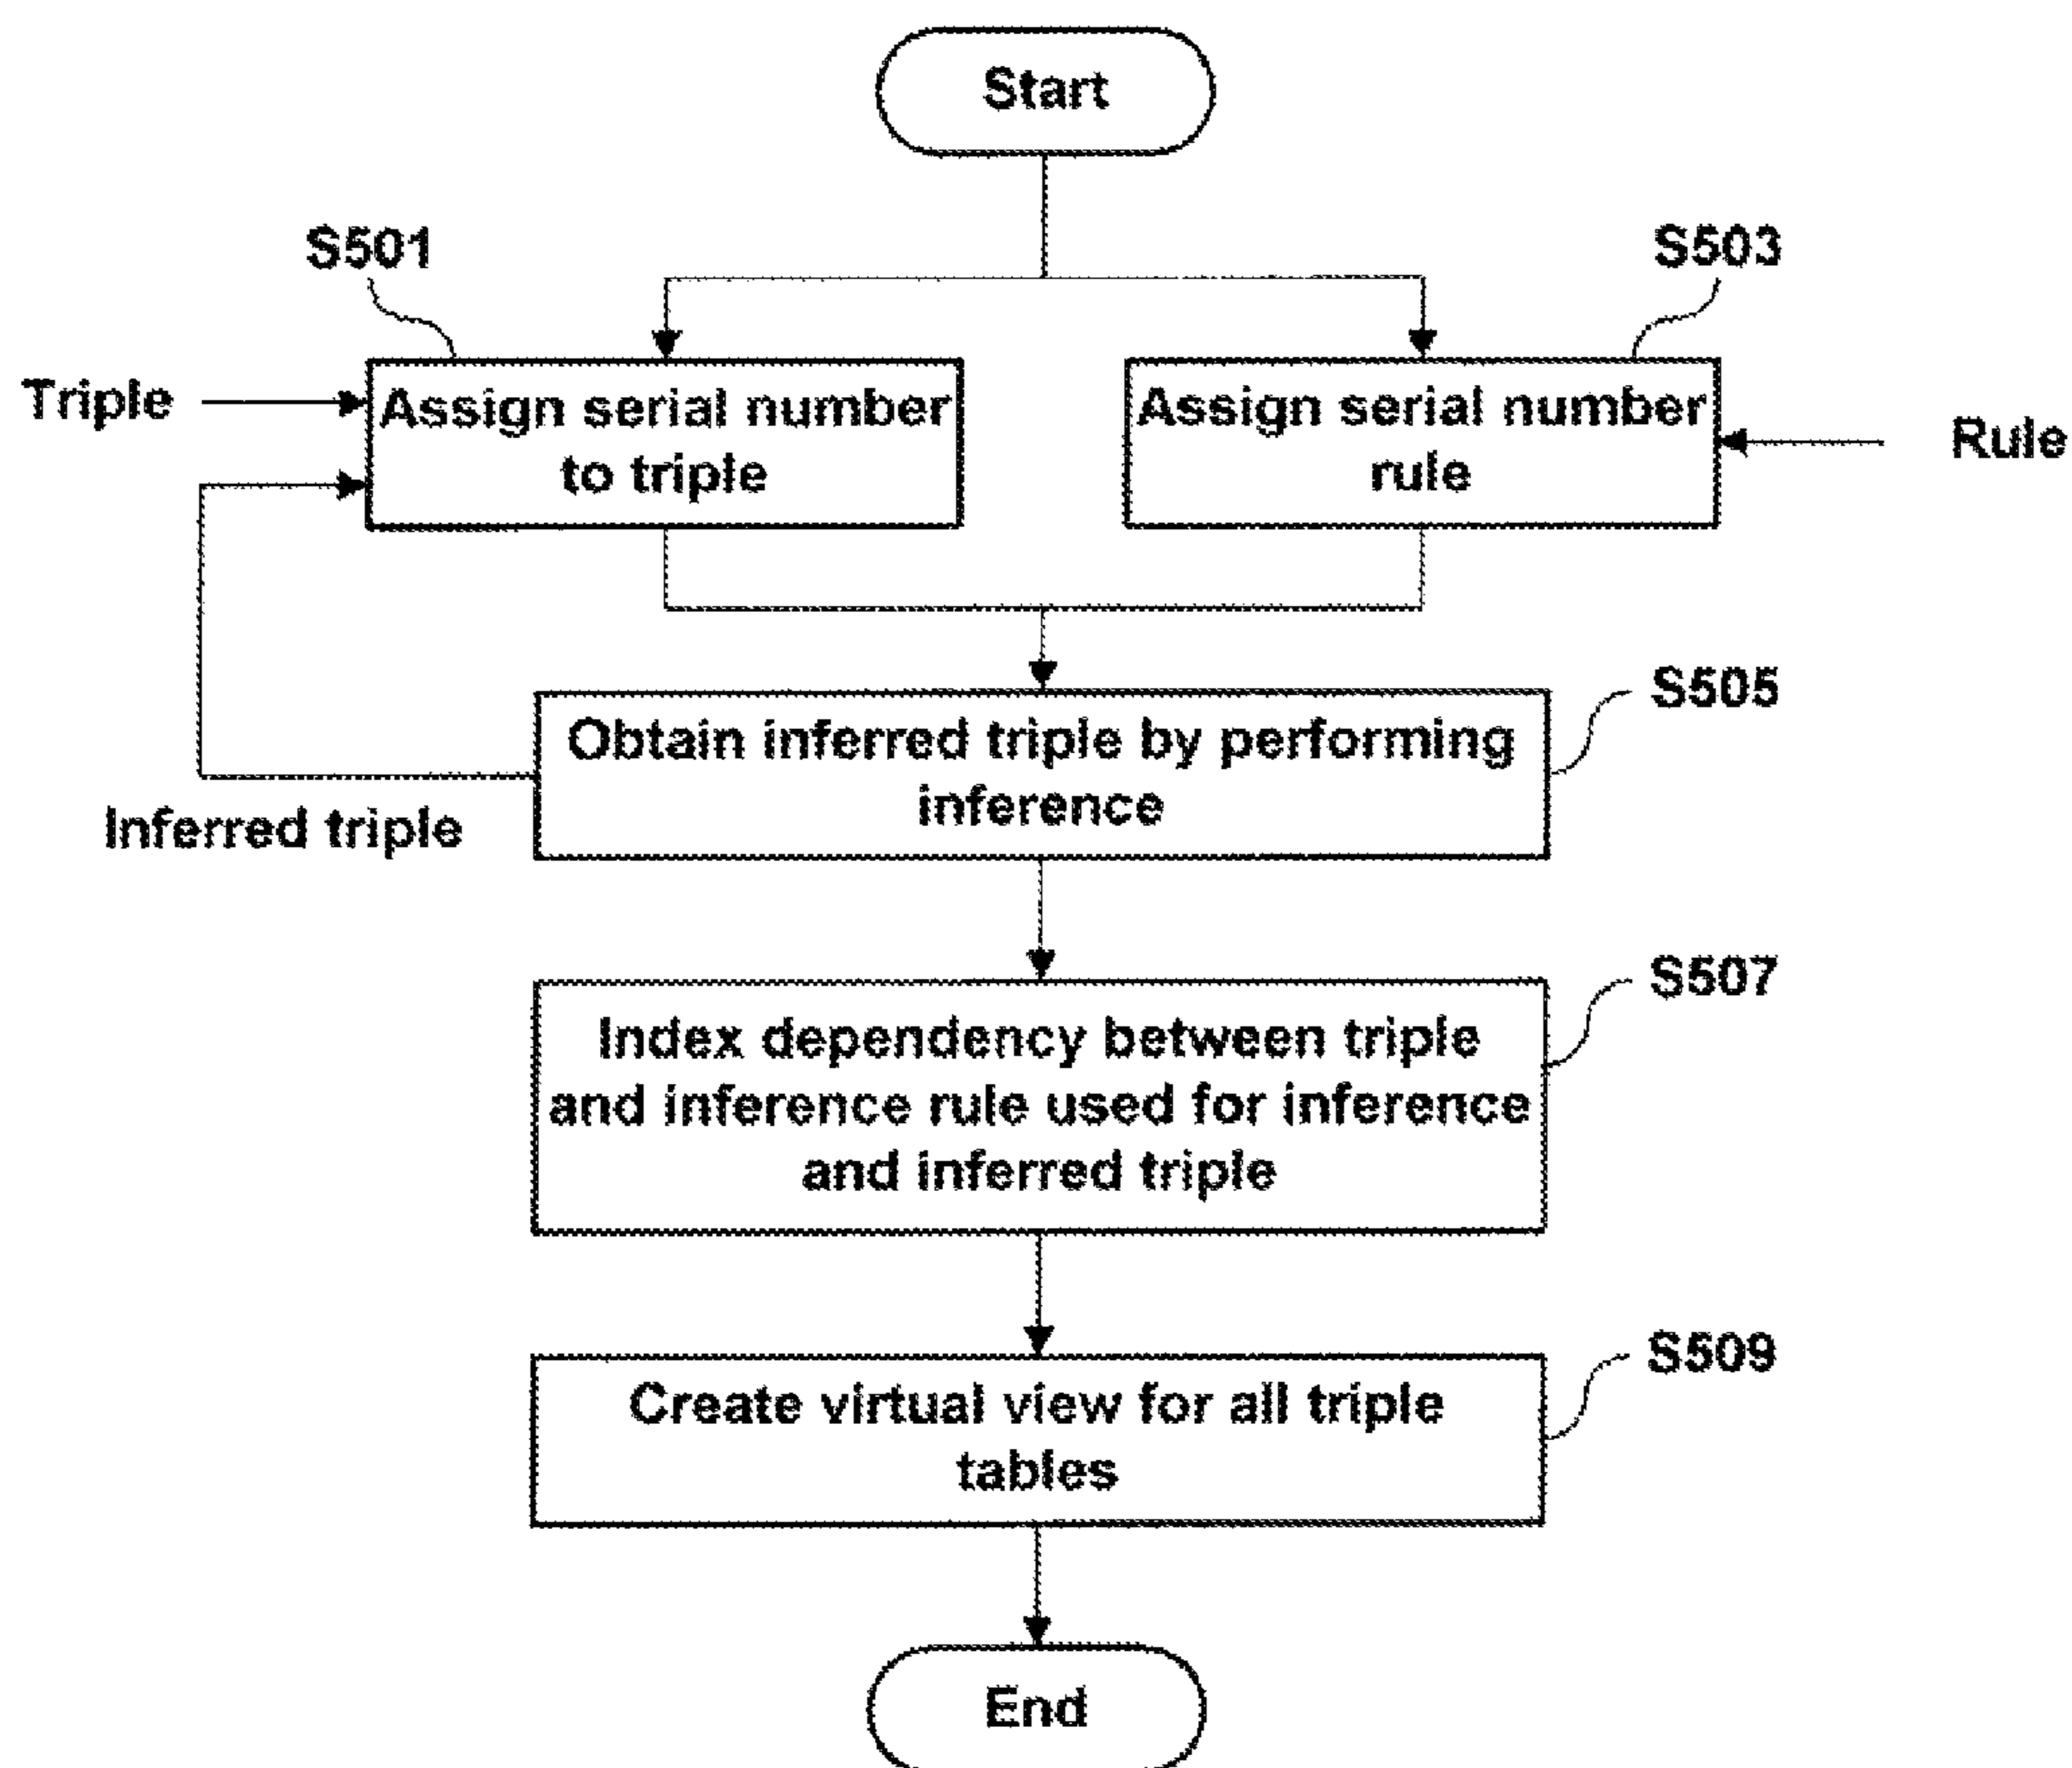 Start
S501
S503
Triple
Assign serial number
to triple
Assign serial number
rule
Rule
S505
Obtain inferred triple by performing
inference
Inferred triple
S507
Index dependency between triple
and inference rule used for inference
and inferred triple
S509
Create virtual view for all triple
tables
End